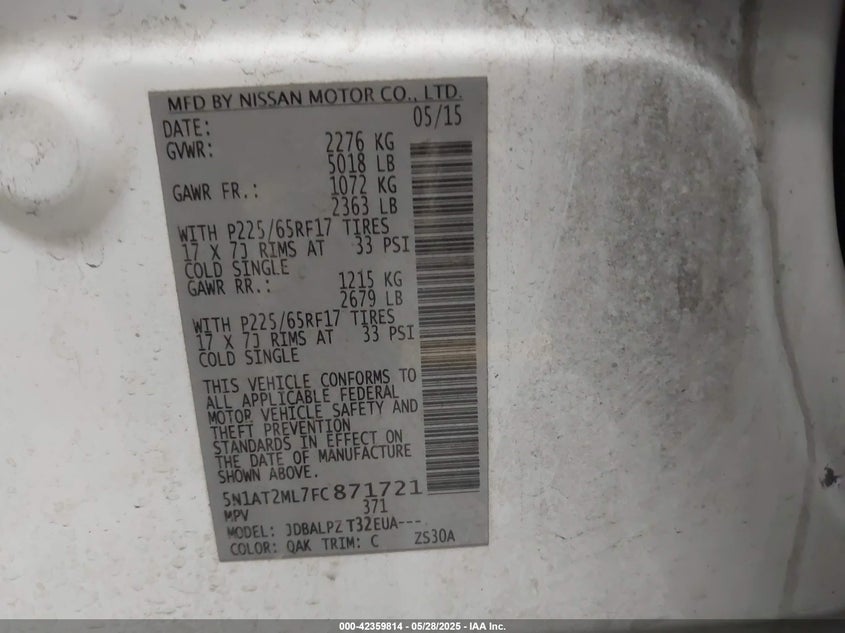 MFD BY NISSAN MOTOR CO., LTD.
DATE: 05/15
GVWR: 2276 KG
5018 LB
GAWR FR.: 1072 KG
2363 LB
WITH P225/65RF17 TIRES
17 X 7J RIMS AT 33 PSI
COLD SINGLE
GAWR RR.: 1215 KG
2679 LB
WITH P225/65RF17 TIRES
17 X 7J RIMS AT 33 PSI
COLD SINGLE
THIS VEHICLE CONFORMS TO
ALL APPLICABLE FEDERAL
MOTOR VEHICLE SAFETY AND
THEFT PREVENTION
STANDARDS IN EFFECT ON
THE DATE OF MANUFACTURE
SHOWN ABOVE.
5N1AT2ML7FC871721
MPV 371
MODEL: JDBALPZ T32EUA---
COLOR: QAK TRIM: C ZS30A
000-42359814 - 05/28/2025 - IAA Inc.